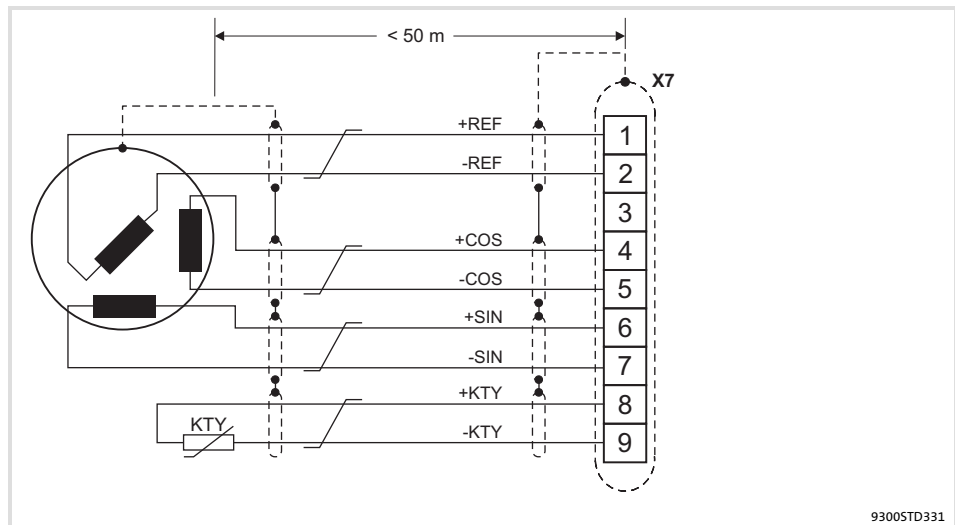 < 50 m
X7
+REF
1
-REF
2
3
+COS
4
-COS
5
+SIN
6
-SIN
7
+KTY
8
KTY
-KTY
9
9300STD331